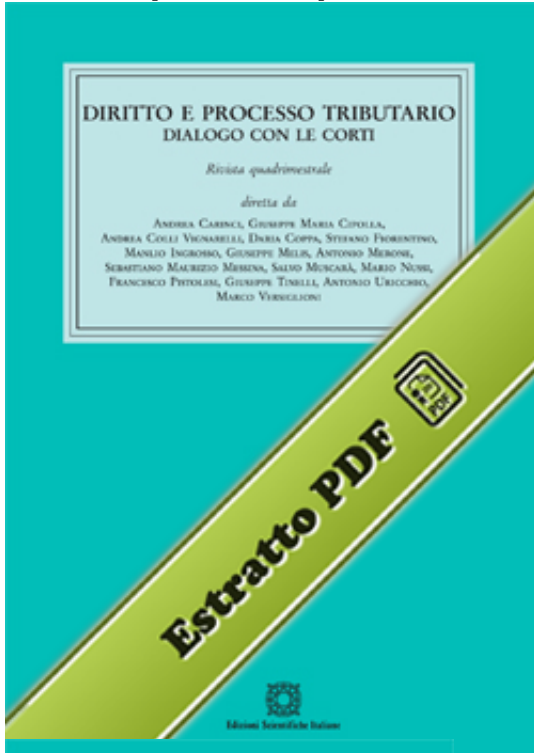 DIRITTO E PROCESSO TRIBUTARIO
DIALOGO CON LE CORTI
Rivista quadrimestrale
diretta da
Andrea Carinci, Giuseppe Maria Cipolla,
Andrea Colli Vignarelli, Daria Coppa, Stefano Fiorentino,
Manlio Ingrosso, Giuseppe Melis, Antonio Merone,
Sebastiano Maurizio Messina, Salvo Muscarà, Mario Nussi,
Francesco Pistolesi, Giuseppe Tinelli, Antonio Uricchio,
Marco Versiglioni
Estratto PDF
PDF
Edizioni Scientifiche Italiane